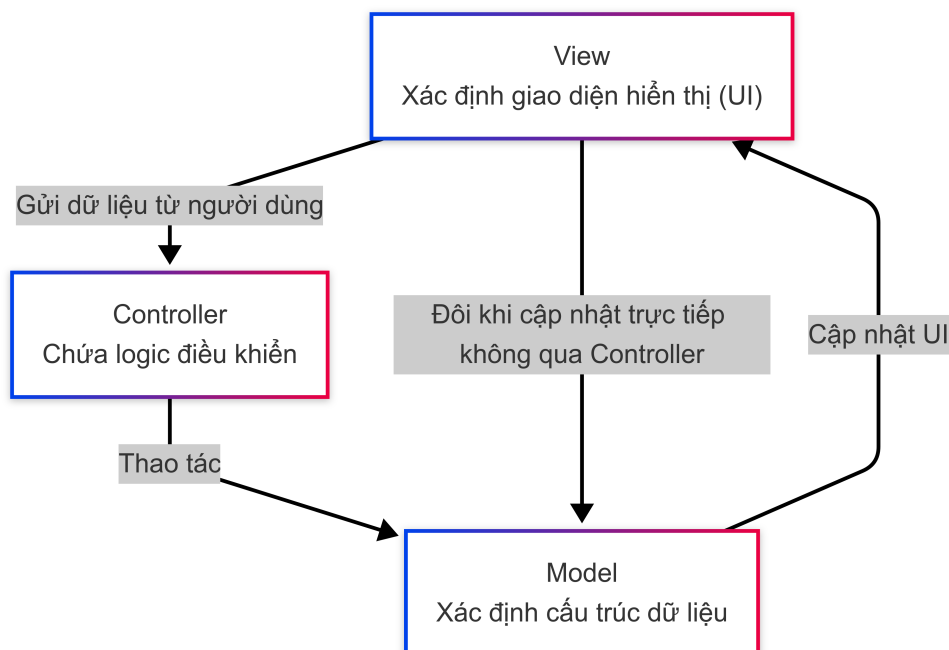 View
Xác định giao diện hiển thị (UI)
Gửi dữ liệu từ người dùng
Controller
Chứa logic điều khiển
Đôi khi cập nhật trực tiếp
không qua Controller
Cập nhật UI
Thao tác
Model
Xác định cấu trúc dữ liệu